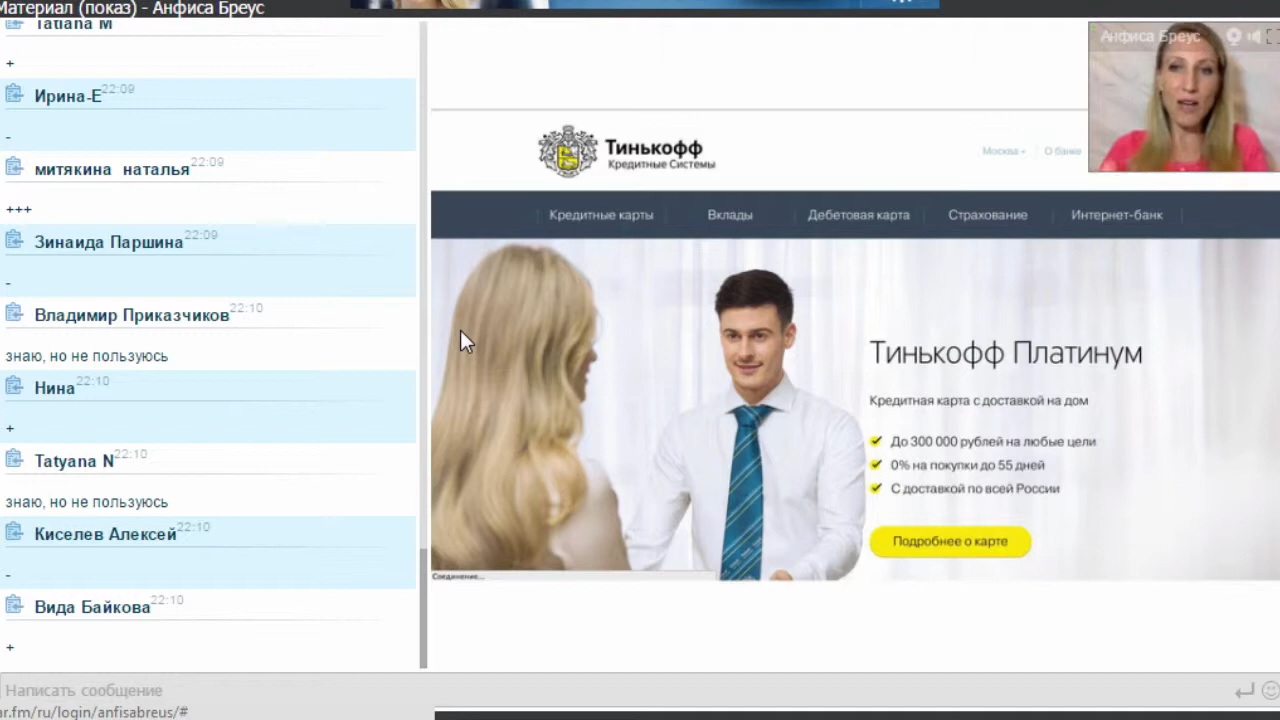 Материал (показ) - Анфиса Бреус
Tatiana M
+
Ирина-Е 22:09
-
митякина наталья 22:09
+++
Зинаида Паршина 22:09
-
Владимир Приказчиков 22:10
знаю, но не пользуюсь
Нина 22:10
+
Tatyana N 22:10
знаю, но не пользуюсь
Киселев Алексей 22:10
-
Вида Байкова 22:10
+
Написать сообщение
ar.fm/ru/login/anfisabreus/#
Анфиса Бреус
Тинькофф
Кредитные Системы
Москва
О банке
Кредитные карты
Вклады
Дебетовая карта
Страхование
Интернет-банк
Тинькофф Платинум
Кредитная карта с доставкой на дом
До 300 000 рублей на любые цели
0% на покупки до 55 дней
С доставкой по всей России
Подробнее о карте
Соединение...